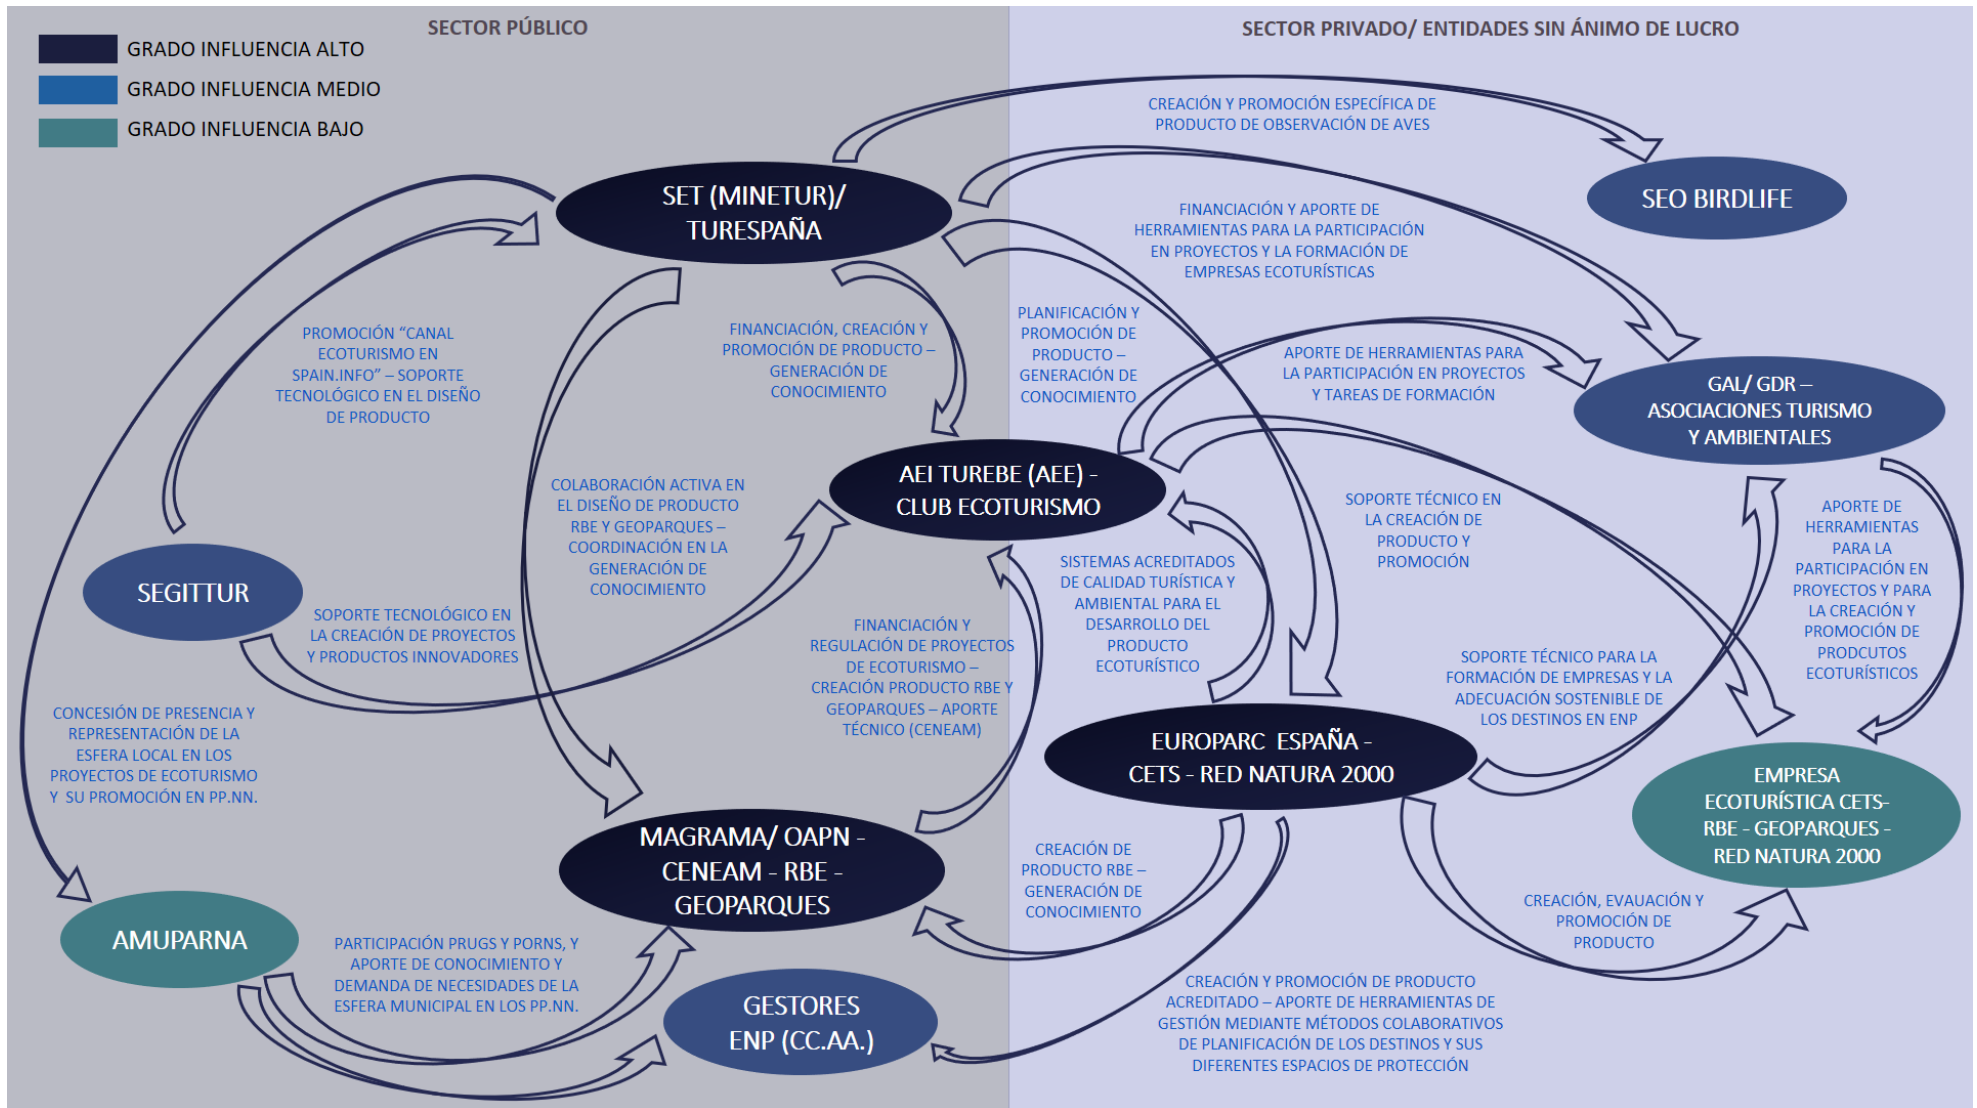 SECTOR PÚBLICO
SECTOR PRIVADO/ ENTIDADES SIN ÁNIMO DE LUCRO
GRADO INFLUENCIA ALTO
GRADO INFLUENCIA MEDIO
GRADO INFLUENCIA BAJO
CREACIÓN Y PROMOCIÓN ESPECÍFICA DE
PRODUCTO DE OBSERVACIÓN DE AVES
SET (MINETUR)/
TURESPAÑA
SEO BIRDLIFE
FINANCIACIÓN Y APORTE DE
HERRAMIENTAS PARA LA PARTICIPACIÓN
EN PROYECTOS Y LA FORMACIÓN DE
EMPRESAS ECOTURÍSTICAS
PROMOCIÓN “CANAL
ECOTURISMO EN
SPAIN.INFO” – SOPORTE
TECNOLÓGICO EN EL DISEÑO
DE PRODUCTO
FINANCIACIÓN, CREACIÓN Y
PROMOCIÓN DE PRODUCTO –
GENERACIÓN DE
CONOCIMIENTO
PLANIFICACIÓN Y
PROMOCIÓN DE
PRODUCTO –
GENERACIÓN DE
CONOCIMIENTO
APORTE DE HERRAMIENTAS PARA
LA PARTICIPACIÓN EN PROYECTOS
Y TAREAS DE FORMACIÓN
GAL/ GDR –
ASOCIACIONES TURISMO
Y AMBIENTALES
AEI TUREBE (AEE) -
CLUB ECOTURISMO
COLABORACIÓN ACTIVA EN
EL DISEÑO DE PRODUCTO
RBE Y GEOPARQUES –
COORDINACIÓN EN LA
GENERACIÓN DE
CONOCIMIENTO
SOPORTE TÉCNICO EN
LA CREACIÓN DE
PRODUCTO Y
PROMOCIÓN
APORTE DE
HERRAMIENTAS
PARA LA
PARTICIPACIÓN EN
PROYECTOS Y PARA
LA CREACIÓN Y
PROMOCIÓN DE
PRODCUTOS
ECOTURÍSTICOS
SISTEMAS ACREDITADOS
DE CALIDAD TURÍSTICA Y
AMBIENTAL PARA EL
DESARROLLO DEL
PRODUCTO
ECOTURÍSTICO
SEGITTUR
SOPORTE TECNOLÓGICO EN
LA CREACIÓN DE PROYECTOS
Y PRODUCTOS INNOVADORES
FINANCIACIÓN Y
REGULACIÓN DE PROYECTOS
DE ECOTURISMO –
CREACIÓN PRODUCTO RBE Y
GEOPARQUES – APORTE
TÉCNICO (CENEAM)
SOPORTE TÉCNICO PARA LA
FORMACIÓN DE EMPRESAS Y LA
ADECUACIÓN SOSTENIBLE DE
LOS DESTINOS EN ENP
CONCESIÓN DE PRESENCIA Y
REPRESENTACIÓN DE LA
ESFERA LOCAL EN LOS
PROYECTOS DE ECOTURISMO
Y SU PROMOCIÓN EN PP.NN.
EUROPARC ESPAÑA -
CETS - RED NATURA 2000
EMPRESA
ECOTURÍSTICA CETS-
RBE - GEOPARQUES -
RED NATURA 2000
MAGRAMA/ OAPN -
CENEAM - RBE -
GEOPARQUES
CREACIÓN DE
PRODUCTO RBE –
GENERACIÓN DE
CONOCIMIENTO
CREACIÓN, EVAUACIÓN Y
PROMOCIÓN DE
PRODUCTO
AMUPARNA
PARTICIPACIÓN PRUGS Y PORNS, Y
APORTE DE CONOCIMIENTO Y
DEMANDA DE NECESIDADES DE LA
ESFERA MUNICIPAL EN LOS PP.NN.
GESTORES
ENP (CC.AA.)
CREACIÓN Y PROMOCIÓN DE PRODUCTO
ACREDITADO – APORTE DE HERRAMIENTAS DE
GESTIÓN MEDIANTE MÉTODOS COLABORATIVOS
DE PLANIFICACIÓN DE LOS DESTINOS Y SUS
DIFERENTES ESPACIOS DE PROTECCIÓN